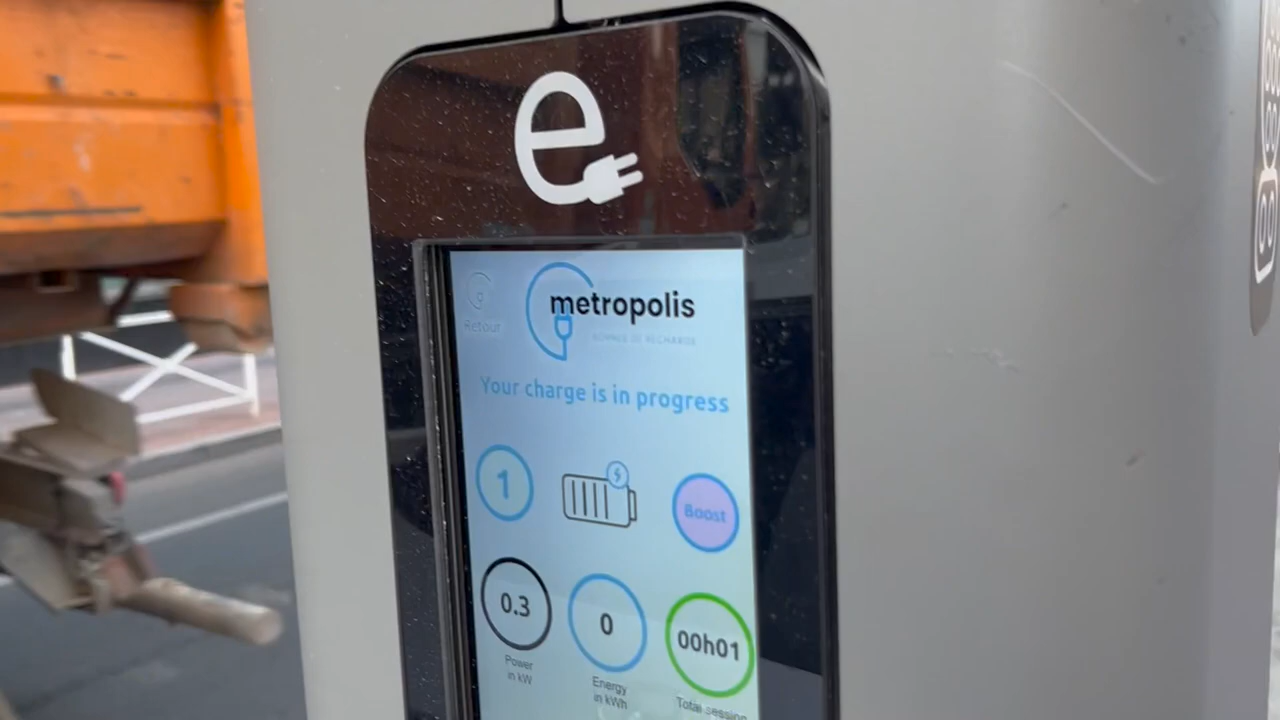 e
Retour
metropolis
BORNES DE RECHARGE
Your charge is in progress
1
Boost
0.3
0
00h01
Power
in kW
Energy
in kWh
Total session